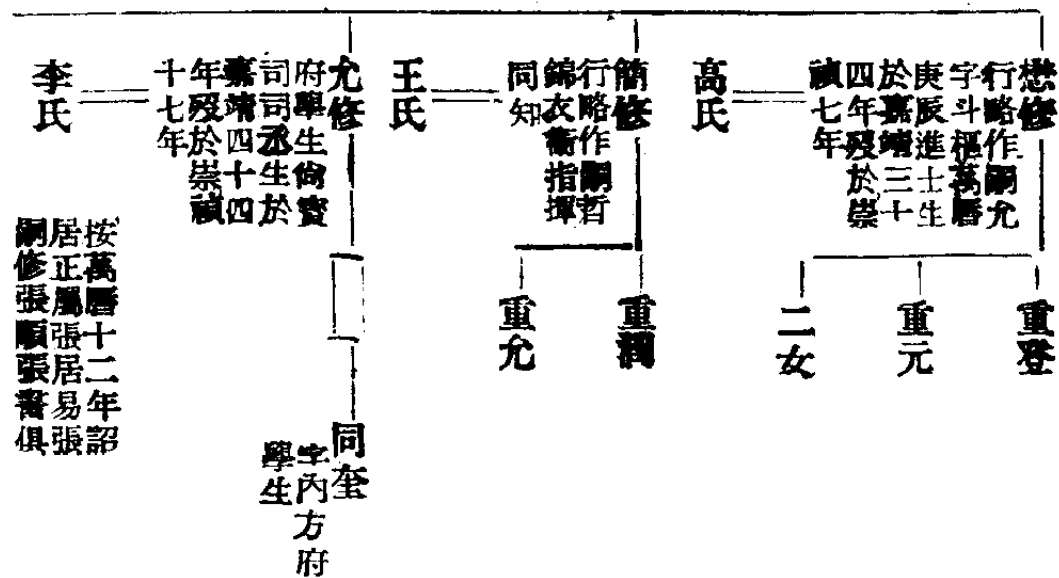 懋修
行略作嗣允
字斗樞萬曆
庚辰進士生
於嘉靖三十
四年歿於崇
禎七年
高氏
重登
重元
二女
簡修
行略作嗣哲
錦衣衞指揮
同知
王氏
重潤
重允
允修
府學生尙寶
司司丞生於
嘉靖四十四
年歿於崇禎
十七年
李氏
同奎
字內方府
學生
按萬曆十二年詔
居正屬張居易張
嗣修張順張書俱